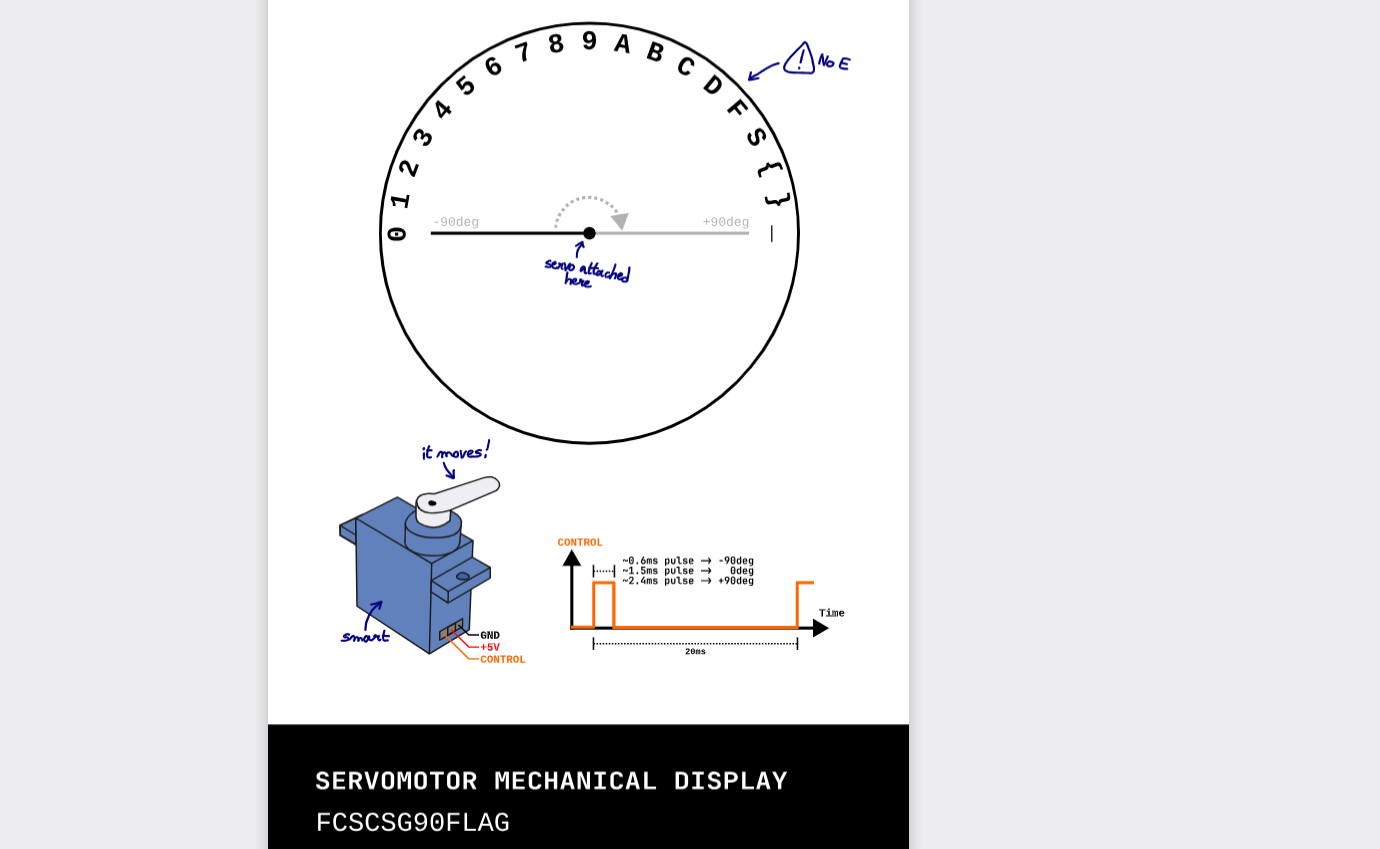 0 1 2 3 4 5 6 7 8 9 A B C D F S { } _
No E
-90deg
+90deg
servo attached
here
it moves!
smart
GND
+5V
CONTROL
CONTROL
~0.6ms pulse → -90deg
~1.5ms pulse → 0deg
~2.4ms pulse → +90deg
Time
20ms
SERVOMOTOR MECHANICAL DISPLAY
FCSCSG90FLAG